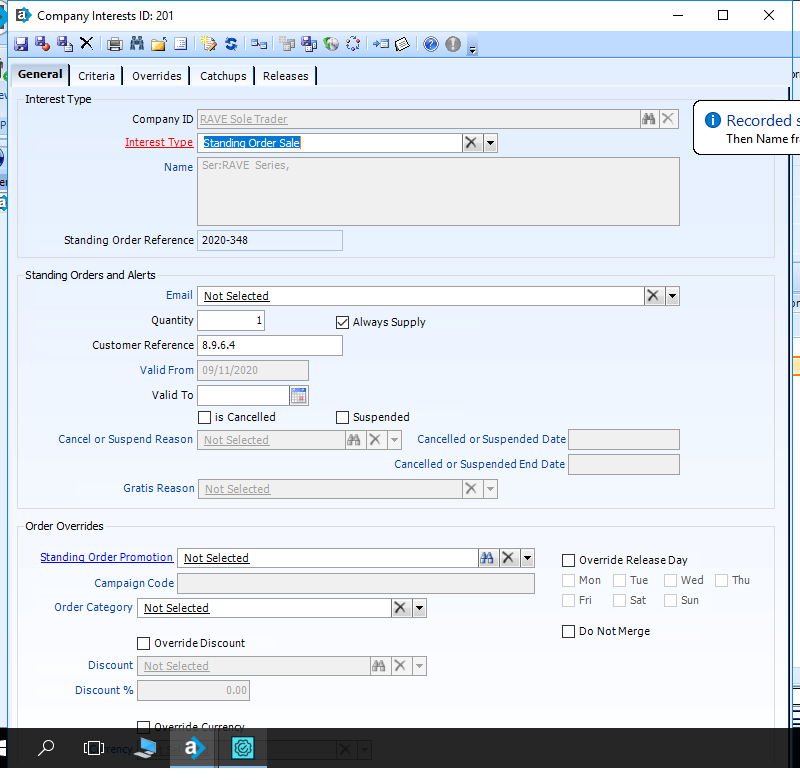 Company Interests ID: 201
General Criteria Overrides Catchups Releases
Interest Type
Company ID RAVE Sole Trader
Interest Type Standing Order Sale
Name Ser:RAVE Series,
Standing Order Reference 2020-348
Recorded s
Then Name fr
Standing Orders and Alerts
Email Not Selected
Quantity 1 Always Supply
Customer Reference 8.9.6.4
Valid From 09/11/2020
Valid To
is Cancelled Suspended
Cancel or Suspend Reason Not Selected Cancelled or Suspended Date
Cancelled or Suspended End Date
Gratis Reason Not Selected
Order Overrides
Standing Order Promotion Not Selected Override Release Day
Campaign Code Mon Tue Wed Thu
Order Category Not Selected Fri Sat Sun
Do Not Merge
Override Discount
Discount Not Selected
Discount % 0.00
Override Currency